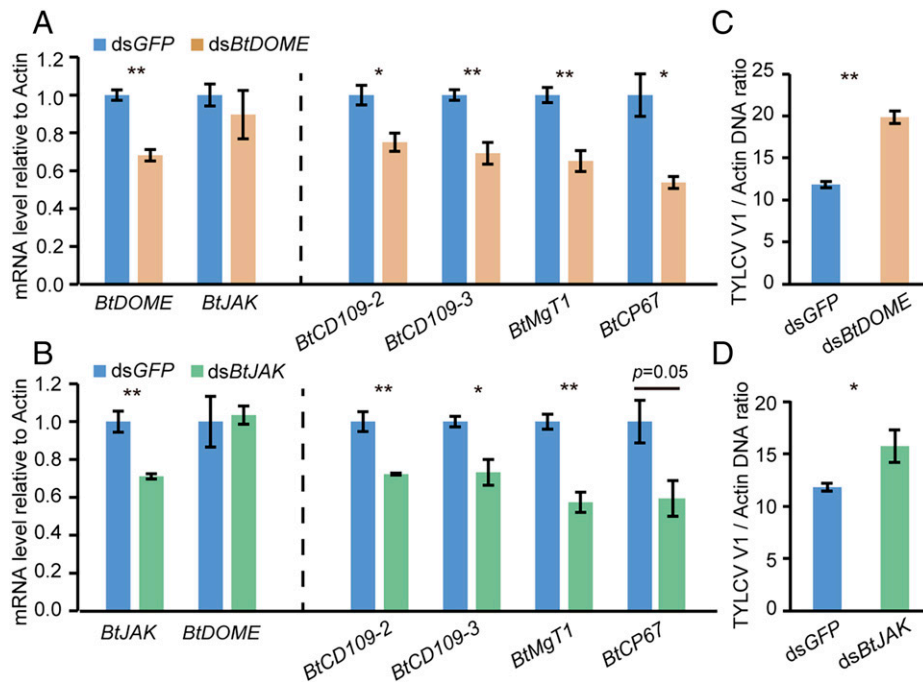 A
dsGFP dsBtDOME
mRNA level relative to Actin
1.2
1.0
0.8
0.6
0.4
0.2
0.0
** * ** ** *
BtDOME BtJAK BtCD109-2 BtCD109-3 BtMgT1 BtCP67
C
TYLCV V1 / Actin DNA ratio
25
20
15
10
5
0
**
dsGFP dsBtDOME
B
dsGFP dsBtJAK
mRNA level relative to Actin
1.2
1.0
0.8
0.6
0.4
0.2
0.0
** ** * ** p=0.05
BtJAK BtDOME BtCD109-2 BtCD109-3 BtMgT1 BtCP67
D
TYLCV V1 / Actin DNA ratio
20
15
10
5
0
*
dsGFP dsBtJAK